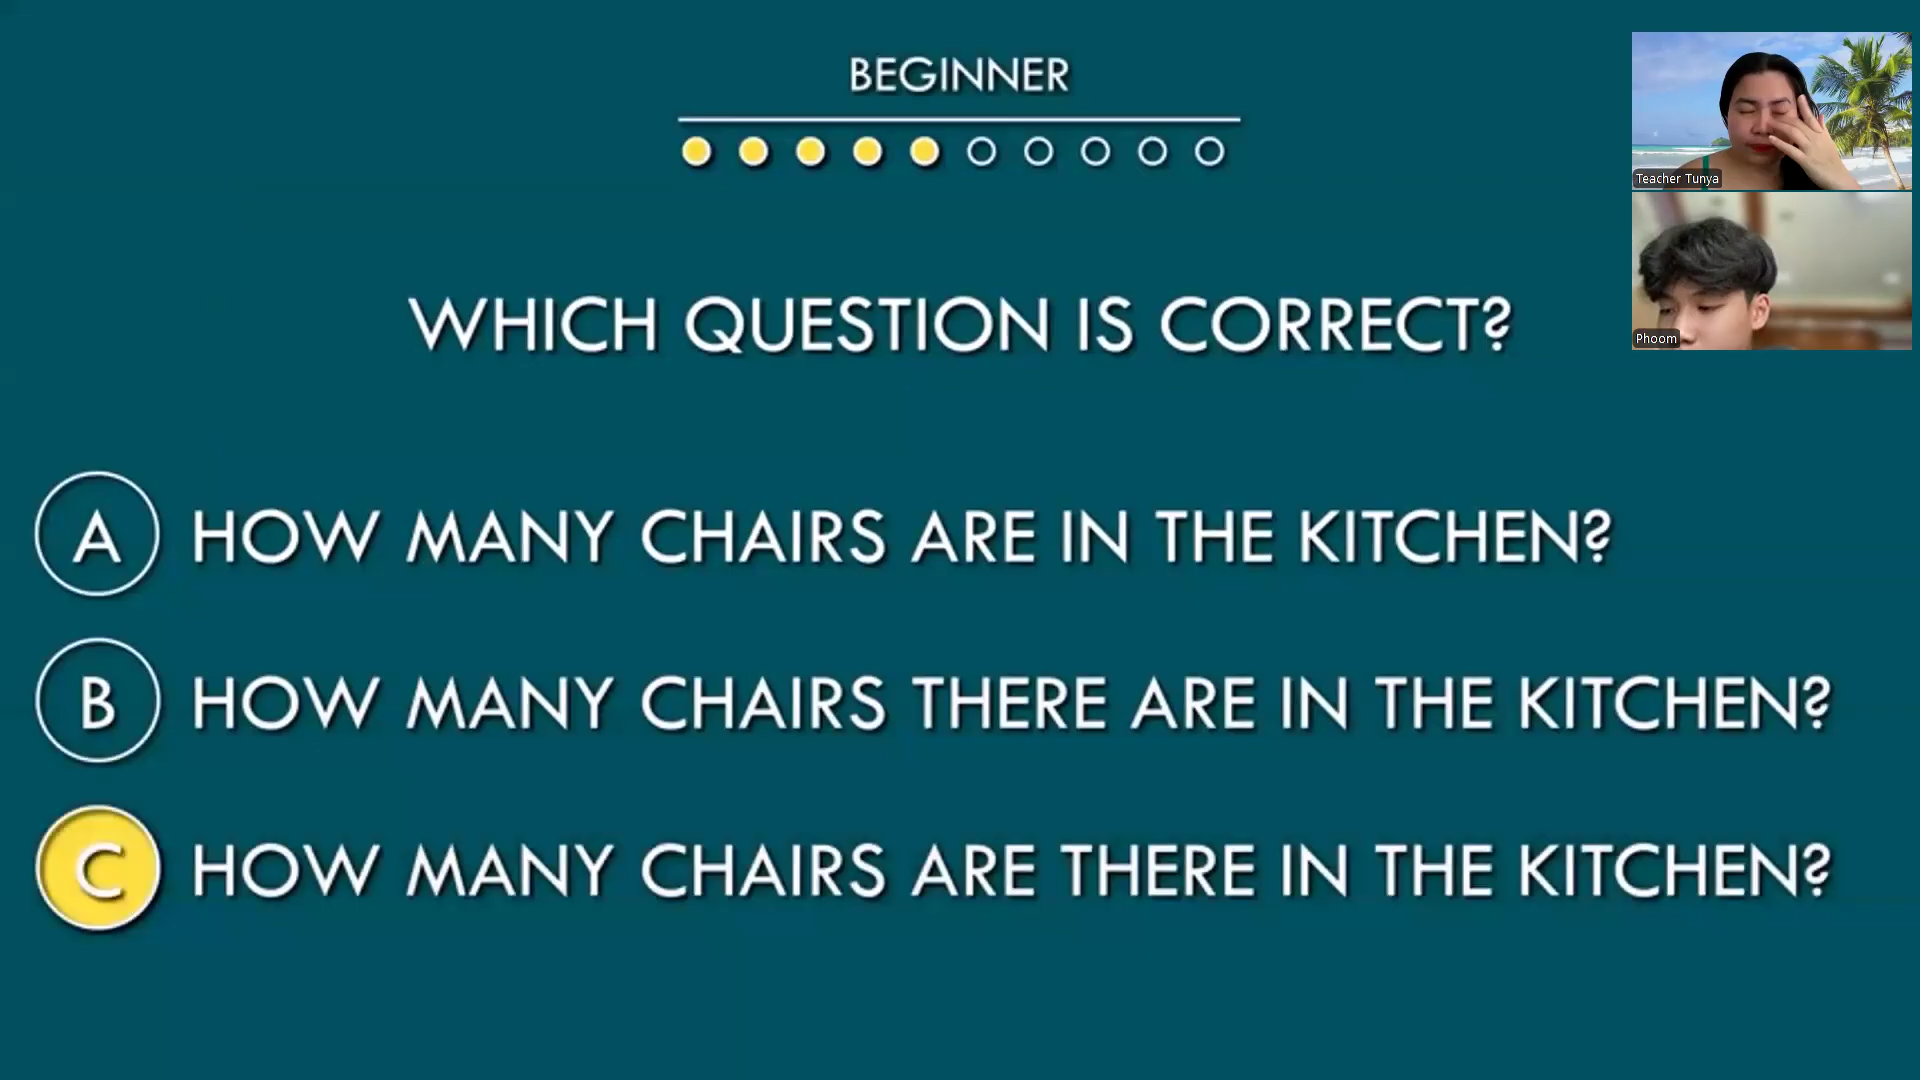 BEGINNER
WHICH QUESTION IS CORRECT?
A HOW MANY CHAIRS ARE IN THE KITCHEN?
B HOW MANY CHAIRS THERE ARE IN THE KITCHEN?
C HOW MANY CHAIRS ARE THERE IN THE KITCHEN?
Teacher Tunya
Phoom